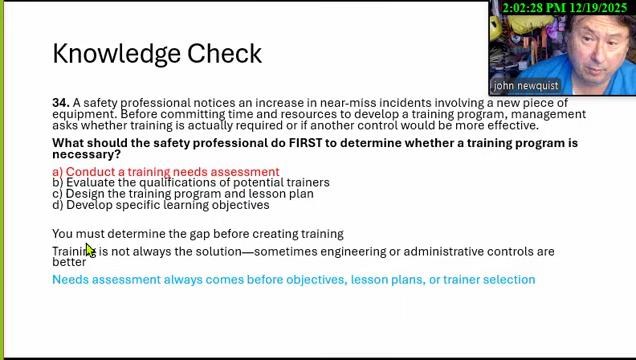 2:02:28 PM 12/19/2025
john newquist
Knowledge Check
34. A safety professional notices an increase in near-miss incidents involving a new piece of
equipment. Before committing time and resources to develop a training program, management
asks whether training is actually required or if another control would be more effective.
What should the safety professional do FIRST to determine whether a training program is
necessary?
a) Conduct a training needs assessment
b) Evaluate the qualifications of potential trainers
c) Design the training program and lesson plan
d) Develop specific learning objectives
You must determine the gap before creating training
Training is not always the solution—sometimes engineering or administrative controls are
better
Needs assessment always comes before objectives, lesson plans, or trainer selection